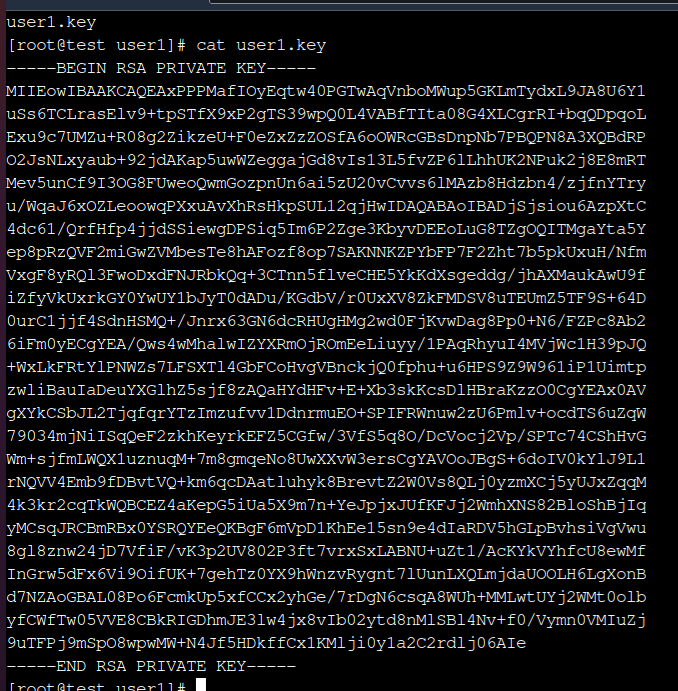 user1.key
[root@test user1]# cat user1.key
-----BEGIN RSA PRIVATE KEY-----
MIIEowIBAAKCAQEAxPPPMafIOyEqtw40PGTwAqVnboMWup5GKLmTydxL9JA8U6Y1
uSs6TCLrasElv9+tpSTfX9xP2gTS39wpQ0L4VABfTIta08G4XLCgrRI+bqQDpqoL
Exu9c7UMZu+R08g2ZikzeU+F0eZxZzZOSfA6oOWRcGBsDnpNb7PBQPN8A3XQBdRP
O2JsNLxyaub+92jdAKap5uwWZeggajGd8vIs13L5fvZP6lLhhUK2NPuk2j8E8mRT
Mev5unCf9I3OG8FUweoQwmGozpnUn6ai5zU20vCvvs6lMAzb8Hdzbn4/zjfnYTry
u/WqaJ6xOZLeoowqPXxuAvXhRsHkpSUL12qjHwIDAQABAoIBADjSjsiou6AzpXtC
4dc61/QrfHfp4jjdSSiewgDPSiq5Im6P2Zge3KbyvDEEoLuG8TZgOQITMgaYta5Y
ep8pRzQVF2miGwZVMbesTe8hAFozf8op7SAKNNKZPYbFP7F2Zht7b5pkUxuH/Nfm
VxgF8yRQl3FwoDxdFNJRbkQq+3CTnn5flveCHE5YkKdXsgeddg/jhAXMaukAwU9f
iZfyVkUxrkGY0YwUY1bJyT0dADu/KGdbV/r0UxXV8ZkFMDSV8uTEUmZ5TF9S+64D
0urC1jjf4SdnHSMQ+/Jnrx63GN6dcRHUgHMg2wd0FjKvwDag8Pp0+N6/FZPc8Ab2
6iFm0yECgYEA/Qws4wMhalwIZYXRmOjROmEeLiuyy/1PAqRhyuI4MVjWc1H39pJQ
+WxLkFRtYlPNWZs7LFSXTl4GbFCoHvgVBnckjQ0fphu+u6HPS9Z9W961iP1Uimtp
zwliBauIaDeuYXGlhZ5sjf8zAQaHYdHFv+E+Xb3skKcsDlHBraKzzO0CgYEAx0AV
gXYkCSbJL2TjqfqrYTzImzufvv1DdnrmuEO+SPIFRWnuw2zU6Pmlv+ocdTS6uZqW
79034mjNiISqQeF2zkhKeyrkEFZ5CGfw/3VfS5q8O/DcVocj2Vp/SPTc74CShHvG
Wm+sjfmLWQX1uznuqM+7m8gmqeNo8UwXXvW3ersCgYAVOoJBgS+6doIV0kYlJ9L1
rNQVV4Emb9fDBvtVQ+km6qcDAatluhyk8BrevtZ2W0Vs8QLj0yzmXCj5yUJxZqqM
4k3kr2cqTkWQBCEZ4aKepG5iUa5X9m7n+YeJpjxJUfKFJj2WmhXNS82BloShBjIq
yMCsqJRCBmRBx0YSRQYEeQKBgF6mVpD1KhEe15sn9e4dIaRDV5hGLpBvhsiVgVwu
8gl8znw24jD7VfiF/vK3p2UV802P3ft7vrxSxLABNU+uZt1/AcKYkVYhfcU8ewMf
InGrw5dFx6Vi9OifUK+7gehTz0YX9hWnzvRygnt7lUunLXQLmjdaUOOLH6LgXonB
d7NZAoGBAL08Po6FcmkUp5xfCCx2yhGe/7rDgN6csqA8WUh+MMLwtUYj2WMt0olb
yfCWfTw05VVE8CBkRIGDhmJE3lw4jx8vIb02ytd8nMlSBl4Nv+f0/Vymn0VMIuZj
9uTFPj9mSpO8wpwMW+N4Jf5HDkffCx1KMlji0y1a2C2rdlj06AIe
-----END RSA PRIVATE KEY-----
[root@test user1]#